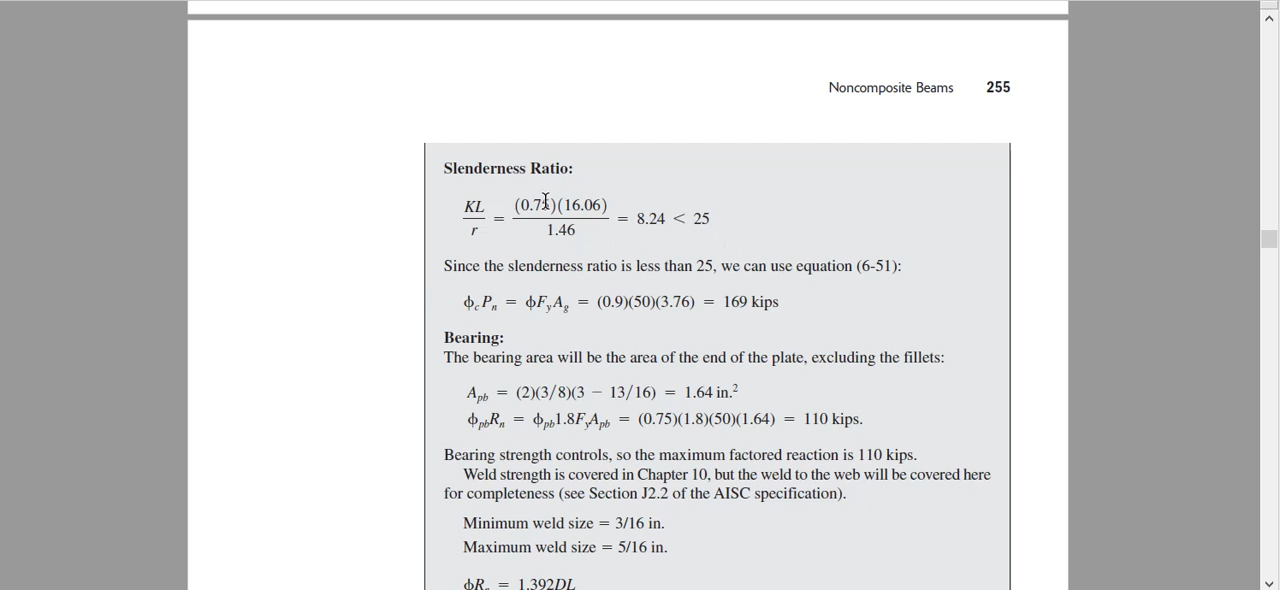 Noncomposite Beams 255
Slenderness Ratio:
KL/r = (0.75)(16.06)/1.46 = 8.24 < 25
Since the slenderness ratio is less than 25, we can use equation (6-51):
ϕcPn = ϕFyAg = (0.9)(50)(3.76) = 169 kips
Bearing:
The bearing area will be the area of the end of the plate, excluding the fillets:
Apb = (2)(3/8)(3 − 13/16) = 1.64 in.²
ϕpbRn = ϕpb1.8FyApb = (0.75)(1.8)(50)(1.64) = 110 kips.
Bearing strength controls, so the maximum factored reaction is 110 kips.
Weld strength is covered in Chapter 10, but the weld to the web will be covered here
for completeness (see Section J2.2 of the AISC specification).
Minimum weld size = 3/16 in.
Maximum weld size = 5/16 in.
ϕRn = 1.392DL